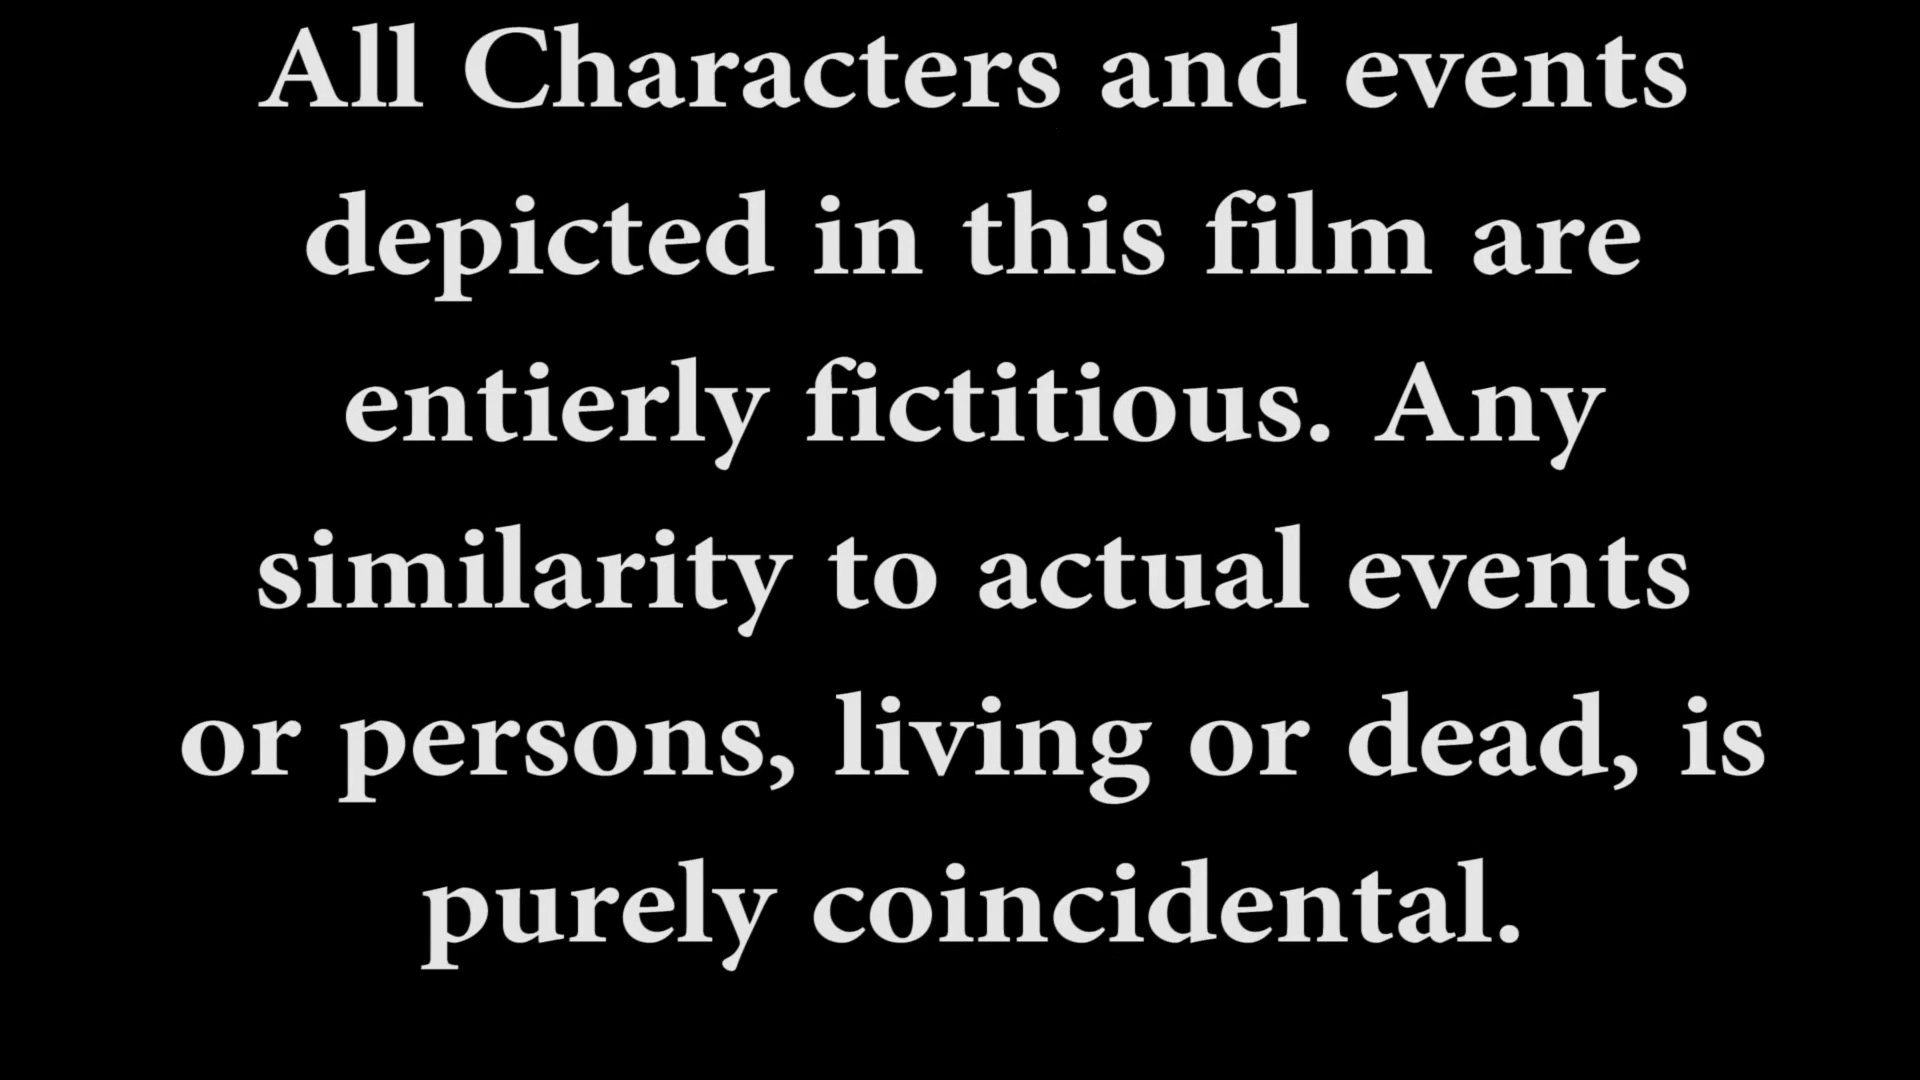 All Characters and events
depicted in this film are
entierly fictitious. Any
similarity to actual events
or persons, living or dead, is
purely coincidental.